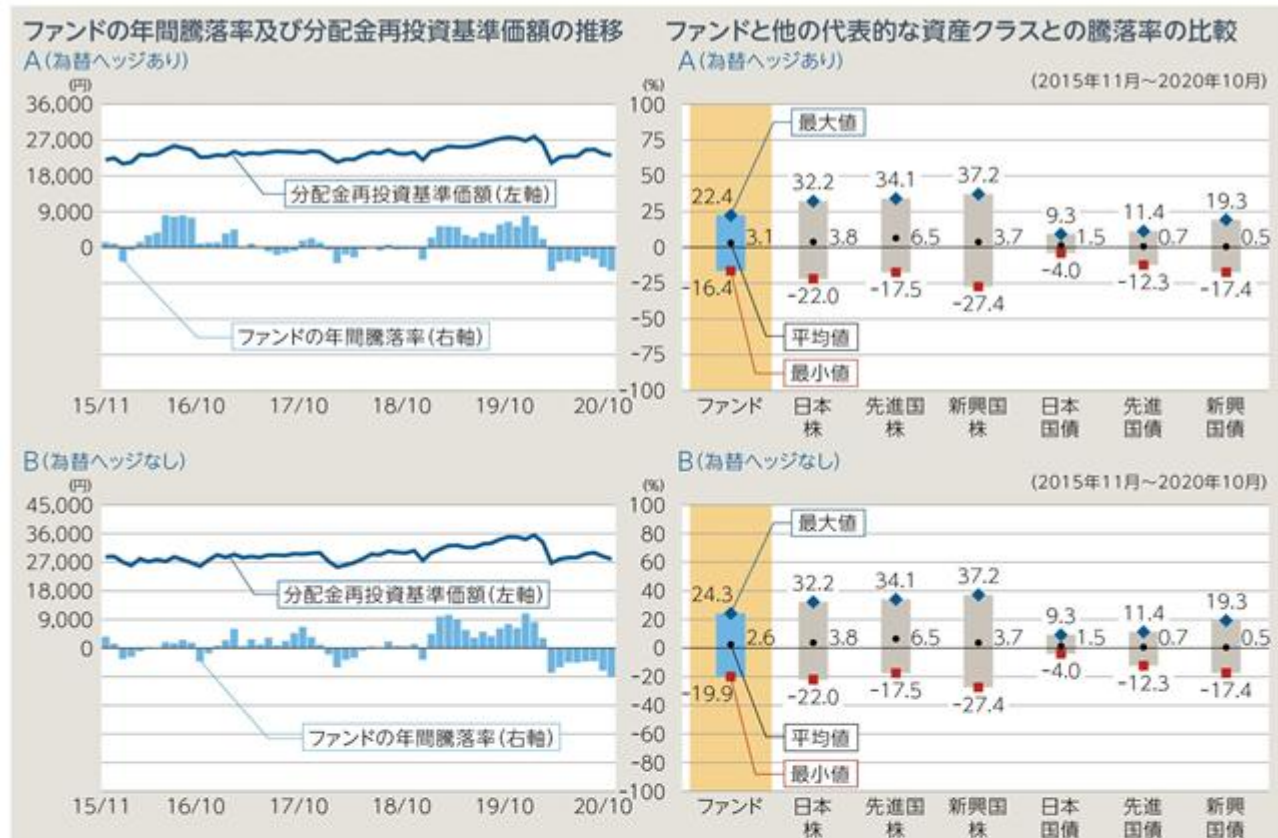 ファンドの年間騰落率及び分配金再投資基準価額の推移
A(為替ヘッジあり)
(円)
36,000
27,000
18,000
9,000
0
分配金再投資基準価額(左軸)
ファンドの年間騰落率(右軸)
15/11 16/10 17/10 18/10 19/10 20/10
ファンドと他の代表的な資産クラスとの騰落率の比較
A(為替ヘッジあり)
(2015年11月～2020年10月)
(%)
100
75
50
25
0
-25
-50
-75
-100
最大値
平均値
最小値
22.4 32.2 34.1 37.2 9.3 11.4 19.3
3.1 3.8 6.5 3.7 1.5 0.7 0.5
-16.4 -22.0 -17.5 -27.4 -4.0 -12.3 -17.4
ファンド 日本 先進国 新興国 日本 先進 新興
株 株 株 国債 国債 国債
B(為替ヘッジなし)
(円)
45,000
36,000
27,000
18,000
9,000
0
分配金再投資基準価額(左軸)
ファンドの年間騰落率(右軸)
15/11 16/10 17/10 18/10 19/10 20/10
B(為替ヘッジなし)
(2015年11月～2020年10月)
(%)
100
80
60
40
20
0
-20
-40
-60
-80
-100
最大値
平均値
最小値
24.3 32.2 34.1 37.2 9.3 11.4 19.3
2.6 3.8 6.5 3.7 1.5 0.7 0.5
-19.9 -22.0 -17.5 -27.4 -4.0 -12.3 -17.4
ファンド 日本 先進国 新興国 日本 先進 新興
株 株 株 国債 国債 国債